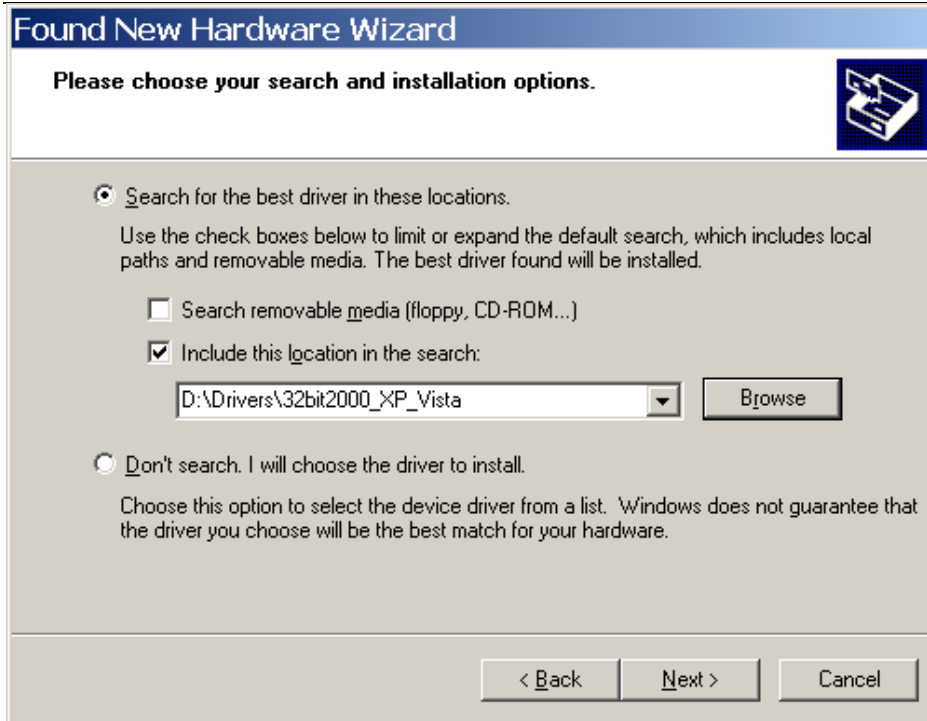 Found New Hardware Wizard
Please choose your search and installation options.
Search for the best driver in these locations.
Use the check boxes below to limit or expand the default search, which includes local
paths and removable media. The best driver found will be installed.
Search removable media (floppy, CD-ROM...)
Include this location in the search:
D:\Drivers\32bit2000_XP_Vista
Browse
Don't search. I will choose the driver to install.
Choose this option to select the device driver from a list. Windows does not guarantee that
the driver you choose will be the best match for your hardware.
< Back
Next >
Cancel